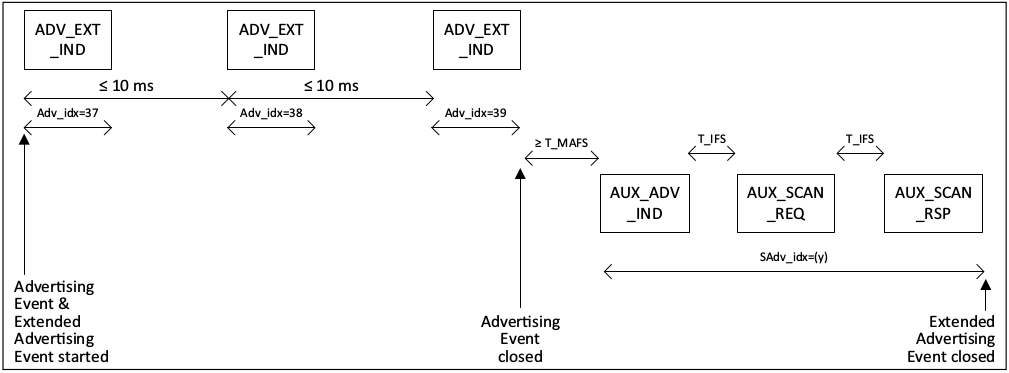 ADV_EXT
_IND
ADV_EXT
_IND
ADV_EXT
_IND
≤ 10 ms
≤ 10 ms
Adv_idx=37
Adv_idx=38
Adv_idx=39
≥ T_MAFS
T_IFS
T_IFS
AUX_ADV
_IND
AUX_SCAN
_REQ
AUX_SCAN
_RSP
SAdv_idx=(y)
Advertising
Event &
Extended
Advertising
Event started
Advertising
Event
closed
Extended
Advertising
Event closed